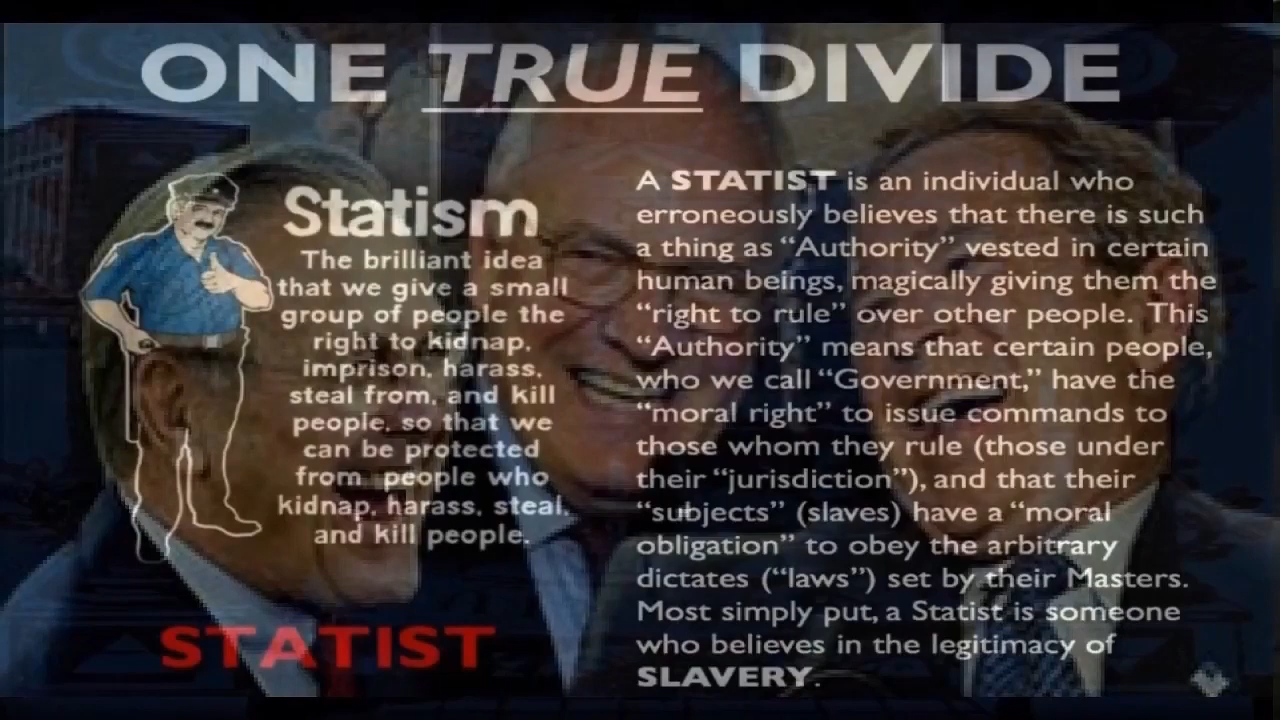 ONE TRUE DIVIDE
Statism
The brilliant idea
that we give a small
group of people the
right to kidnap,
imprison, harass,
steal from, and kill
people, so that we
can be protected
from people who
kidnap, harass, steal,
and kill people.
STATIST
A STATIST is an individual who
erroneously believes that there is such
a thing as “Authority” vested in certain
human beings, magically giving them the
“right to rule” over other people. This
“Authority” means that certain people,
who we call “Government,” have the
“moral right” to issue commands to
those whom they rule (those under
their “jurisdiction”), and that their
“subjects” (slaves) have a “moral
obligation” to obey the arbitrary
dictates (“laws”) set by their Masters.
Most simply put, a Statist is someone
who believes in the legitimacy of
SLAVERY.